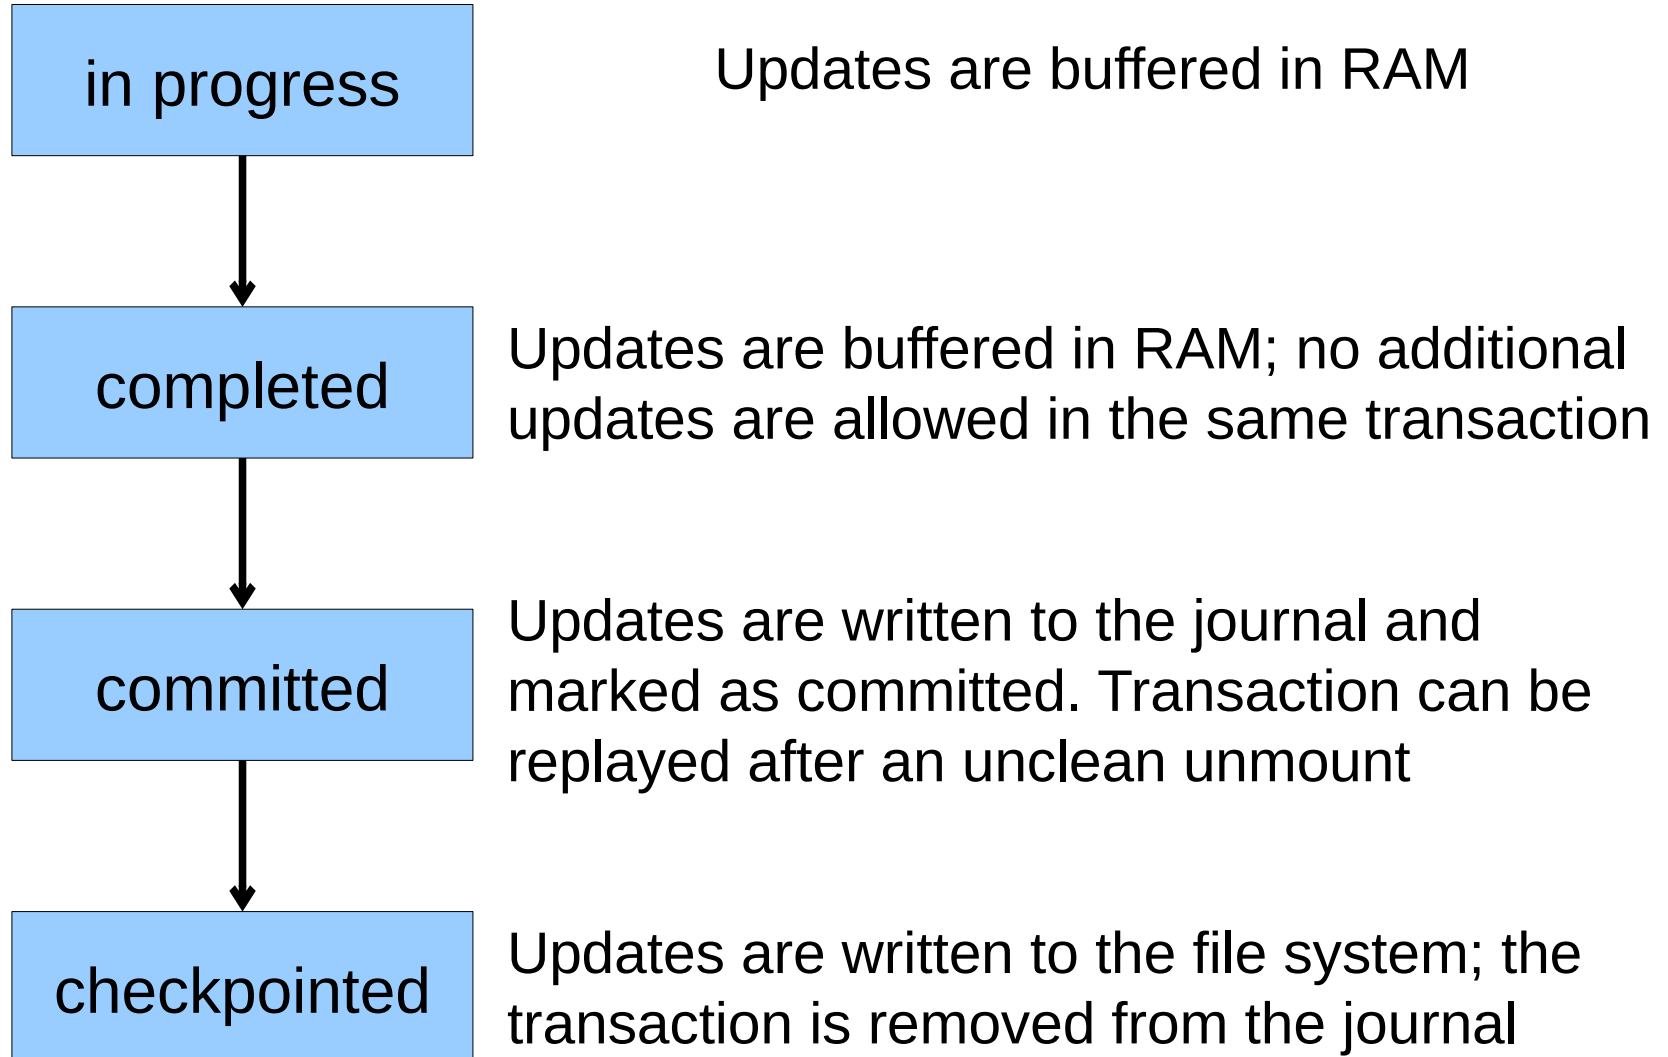 in progress
Updates are buffered in RAM
completed
Updates are buffered in RAM; no additional
updates are allowed in the same transaction
committed
Updates are written to the journal and
marked as committed. Transaction can be
replayed after an unclean unmount
checkpointed
Updates are written to the file system; the
transaction is removed from the journal